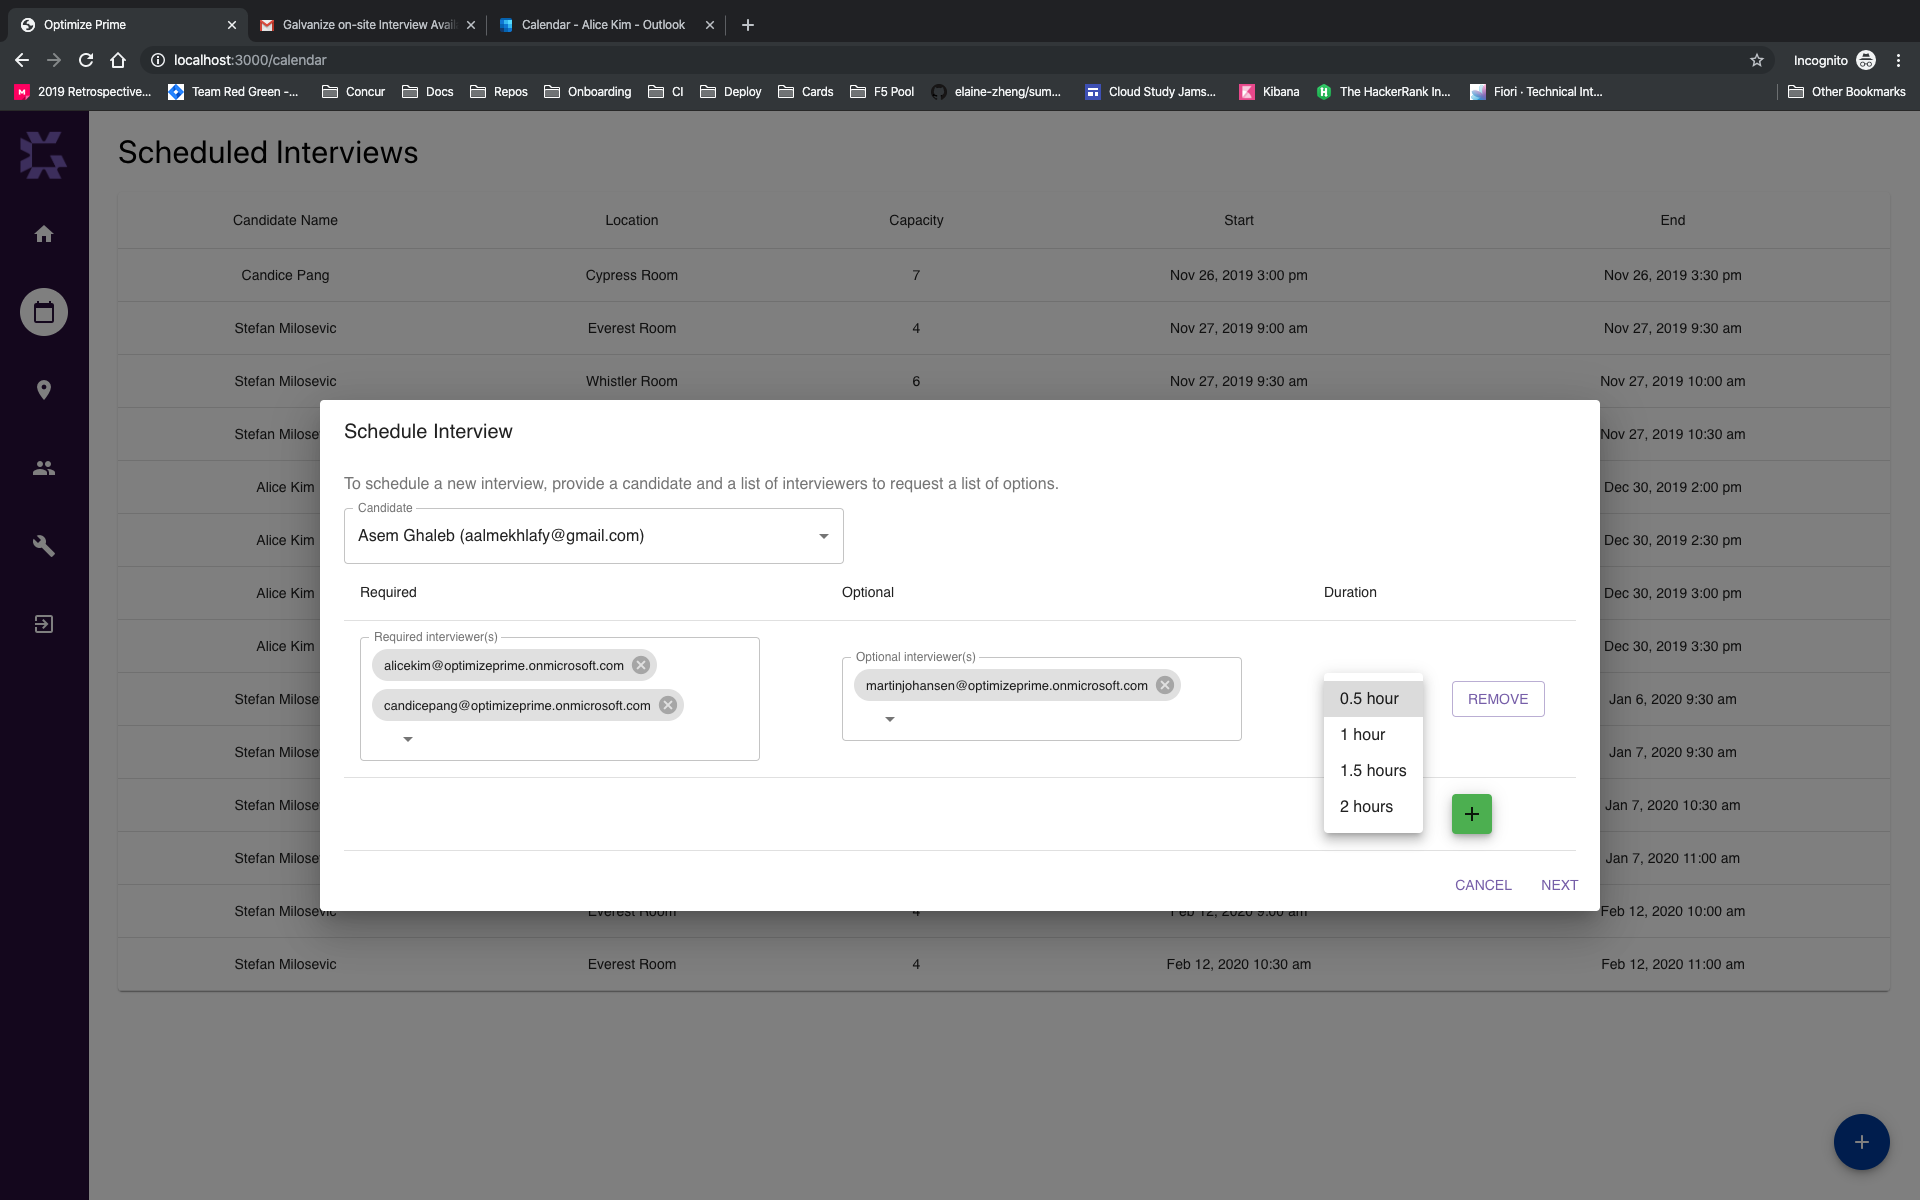 Optimize Prime
Galvanize on-site Interview Avail
Calendar - Alice Kim - Outlook
localhost:3000/calendar
Incognito
2019 Retrospective...
Team Red Green -...
Concur
Docs
Repos
Onboarding
CI
Deploy
Cards
F5 Pool
elaine-zheng/sum...
Cloud Study Jams...
Kibana
The HackerRank In...
Fiori · Technical Int...
Other Bookmarks
Scheduled Interviews
Candidate Name Location Capacity Start End
Candice Pang Cypress Room 7 Nov 26, 2019 3:00 pm Nov 26, 2019 3:30 pm
Stefan Milosevic Everest Room 4 Nov 27, 2019 9:00 am Nov 27, 2019 9:30 am
Stefan Milosevic Whistler Room 6 Nov 27, 2019 9:30 am Nov 27, 2019 10:00 am
Stefan Milose Nov 27, 2019 10:30 am
Alice Kim Dec 30, 2019 2:00 pm
Alice Kim Dec 30, 2019 2:30 pm
Alice Kim Dec 30, 2019 3:00 pm
Alice Kim Dec 30, 2019 3:30 pm
Jan 6, 2020 9:30 am
Stefan Milose Jan 7, 2020 9:30 am
Stefan Milose Jan 7, 2020 10:30 am
Stefan Milose Jan 7, 2020 11:00 am
Stefan Milosevic Everest Room 4 Feb 12, 2020 9:00 am Feb 12, 2020 10:00 am
Stefan Milosevic Everest Room 4 Feb 12, 2020 10:30 am Feb 12, 2020 11:00 am
Schedule Interview
To schedule a new interview, provide a candidate and a list of interviewers to request a list of options.
Candidate
Asem Ghaleb (aalmekhlafy@gmail.com)
Required Optional Duration
Required interviewer(s)
alicekim@optimizeprime.onmicrosoft.com
candicepang@optimizeprime.onmicrosoft.com
Optional interviewer(s)
martinjohansen@optimizeprime.onmicrosoft.com
0.5 hour
1 hour
1.5 hours
2 hours
REMOVE
CANCEL NEXT